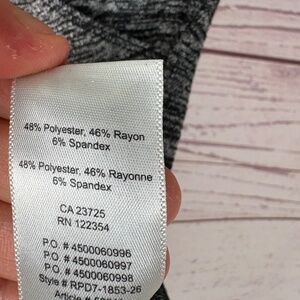 48% Polyester, 46% Rayon
6% Spandex
48% Polyester, 46% Rayonne
6% Spandex
CA 23725
RN 122354
P.O. # 4500060996
P.O. # 4500060997
P.O. # 4500060998
Style # RPD7-1853-26
Article #